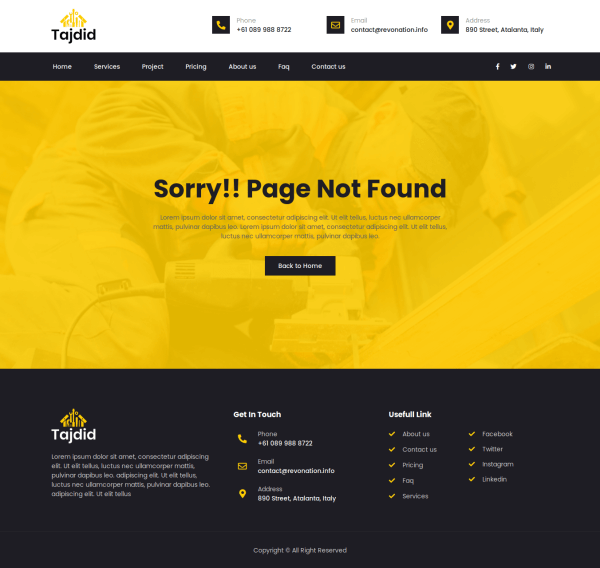 Tajdid
Phone
+61 089 988 8722
Email
contact@revonation.info
Address
890 Street, Atalanta, Italy
Home
Services
Project
Pricing
About us
Faq
Contact us
Sorry!! Page Not Found
Lorem ipsum dolor sit amet, consectetur adipiscing elit. Ut elit tellus, luctus nec ullamcorper
mattis, pulvinar dapibus leo. Lorem ipsum dolor sit amet, consectetur adipiscing elit. Ut elit tellus,
luctus nec ullamcorper mattis, pulvinar dapibus leo.
Back to Home
Tajdid
Lorem ipsum dolor sit amet, consectetur adipiscing
elit. Ut elit tellus, luctus nec ullamcorper mattis,
pulvinar dapibus leo. adipiscing elit. Ut elit tellus,
luctus nec ullamcorper mattis, pulvinar dapibus leo.
adipiscing elit. Ut elit tellus
Get In Touch
Phone
+61 089 988 8722
Email
contact@revonation.info
Address
890 Street, Atalanta, Italy
Usefull Link
About us
Contact us
Pricing
Faq
Services
Facebook
Twitter
Instagram
Linkedin
Copyright © All Right Reserved